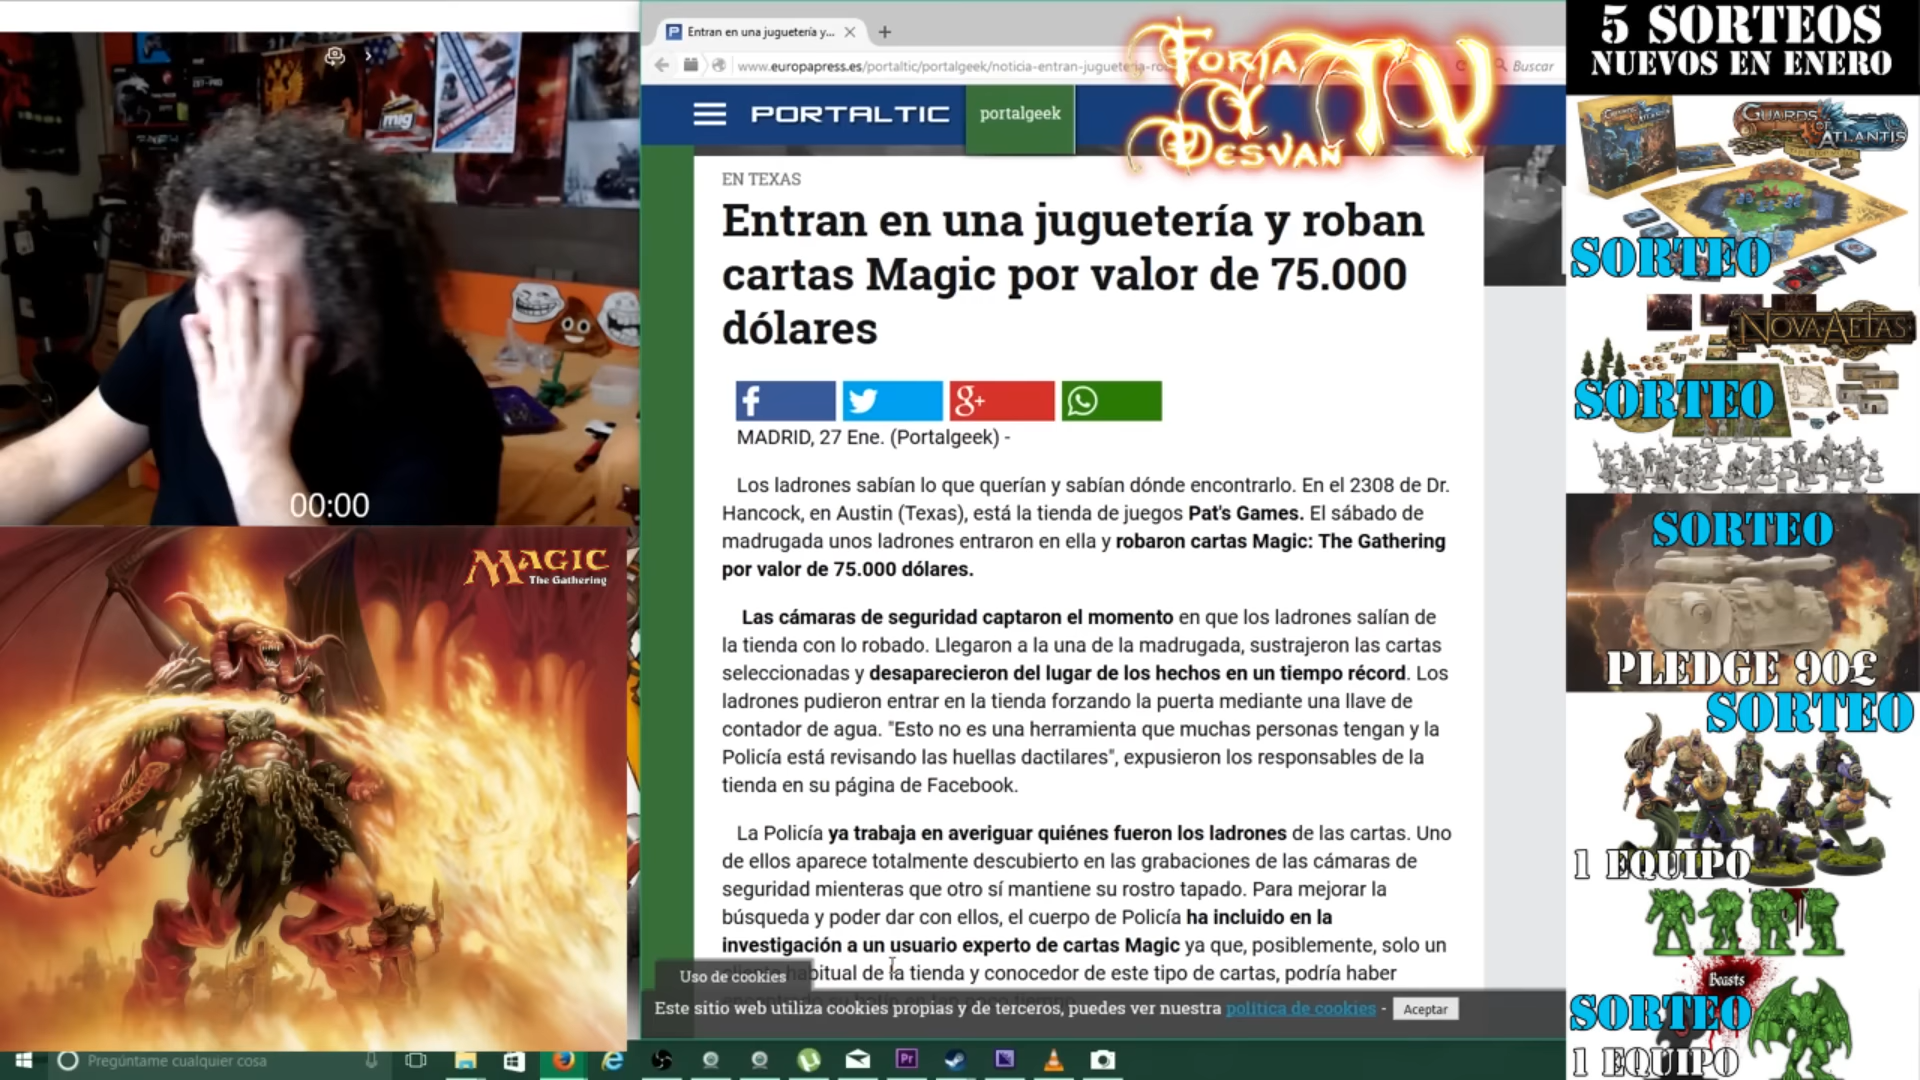 Entran en una juguetería y...
www.europapress.es/portaltic/portalgeek/noticia-entran-jugueteria-ro
Buscar
FORJA
Y
DESVAN
TV
PORTALTIC
portalgeek
EN TEXAS
Entran en una juguetería y roban
cartas Magic por valor de 75.000
dólares
f
g+
MADRID, 27 Ene. (Portalgeek) -
Los ladrones sabían lo que querían y sabían dónde encontrarlo. En el 2308 de Dr.
Hancock, en Austin (Texas), está la tienda de juegos Pat's Games. El sábado de
madrugada unos ladrones entraron en ella y robaron cartas Magic: The Gathering
por valor de 75.000 dólares.
Las cámaras de seguridad captaron el momento en que los ladrones salían de
la tienda con lo robado. Llegaron a la una de la madrugada, sustrajeron las cartas
seleccionadas y desaparecieron del lugar de los hechos en un tiempo récord. Los
ladrones pudieron entrar en la tienda forzando la puerta mediante una llave de
contador de agua. "Esto no es una herramienta que muchas personas tengan y la
Policía está revisando las huellas dactilares", expusieron los responsables de la
tienda en su página de Facebook.
La Policía ya trabaja en averiguar quiénes fueron los ladrones de las cartas. Uno
de ellos aparece totalmente descubierto en las grabaciones de las cámaras de
seguridad mienteras que otro sí mantiene su rostro tapado. Para mejorar la
búsqueda y poder dar con ellos, el cuerpo de Policía ha incluido en la
investigación a un usuario experto de cartas Magic ya que, posiblemente, solo un
habitual de la tienda y conocedor de este tipo de cartas, podría haber
Uso de cookies
Este sitio web utiliza cookies propias y de terceros, puedes ver nuestra política de cookies -
Aceptar
mig
00:00
MAGIC
The Gathering
5 SORTEOS
NUEVOS EN ENERO
GUARDS
OF
ATLANTIS
SORTEO
NOVA AETAS
SORTEO
SORTEO
PLEDGE 90£
SORTEO
1 EQUIPO
Beasts
SORTEO
1 EQUIPO
Pregúntame cualquier cosa
Pr